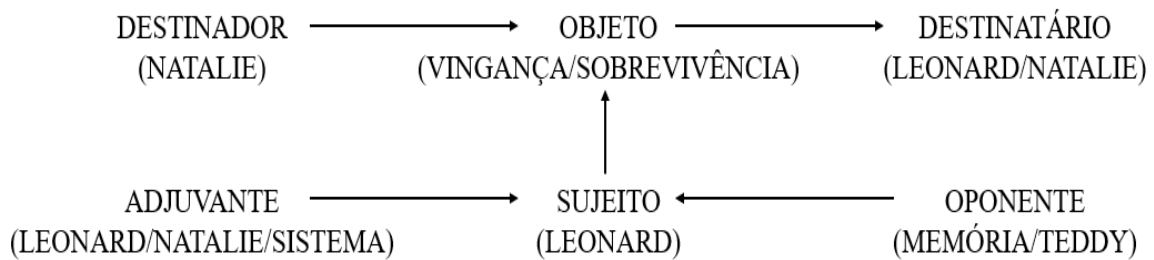 DESTINADOR OBJETO DESTINATÁRIO
(NATALIE) (VINGANÇA/SOBREVIVÊNCIA) (LEONARD/NATALIE)
ADJUVANTE SUJEITO OPONENTE
(LEONARD/NATALIE/SISTEMA) (LEONARD) (MEMÓRIA/TEDDY)